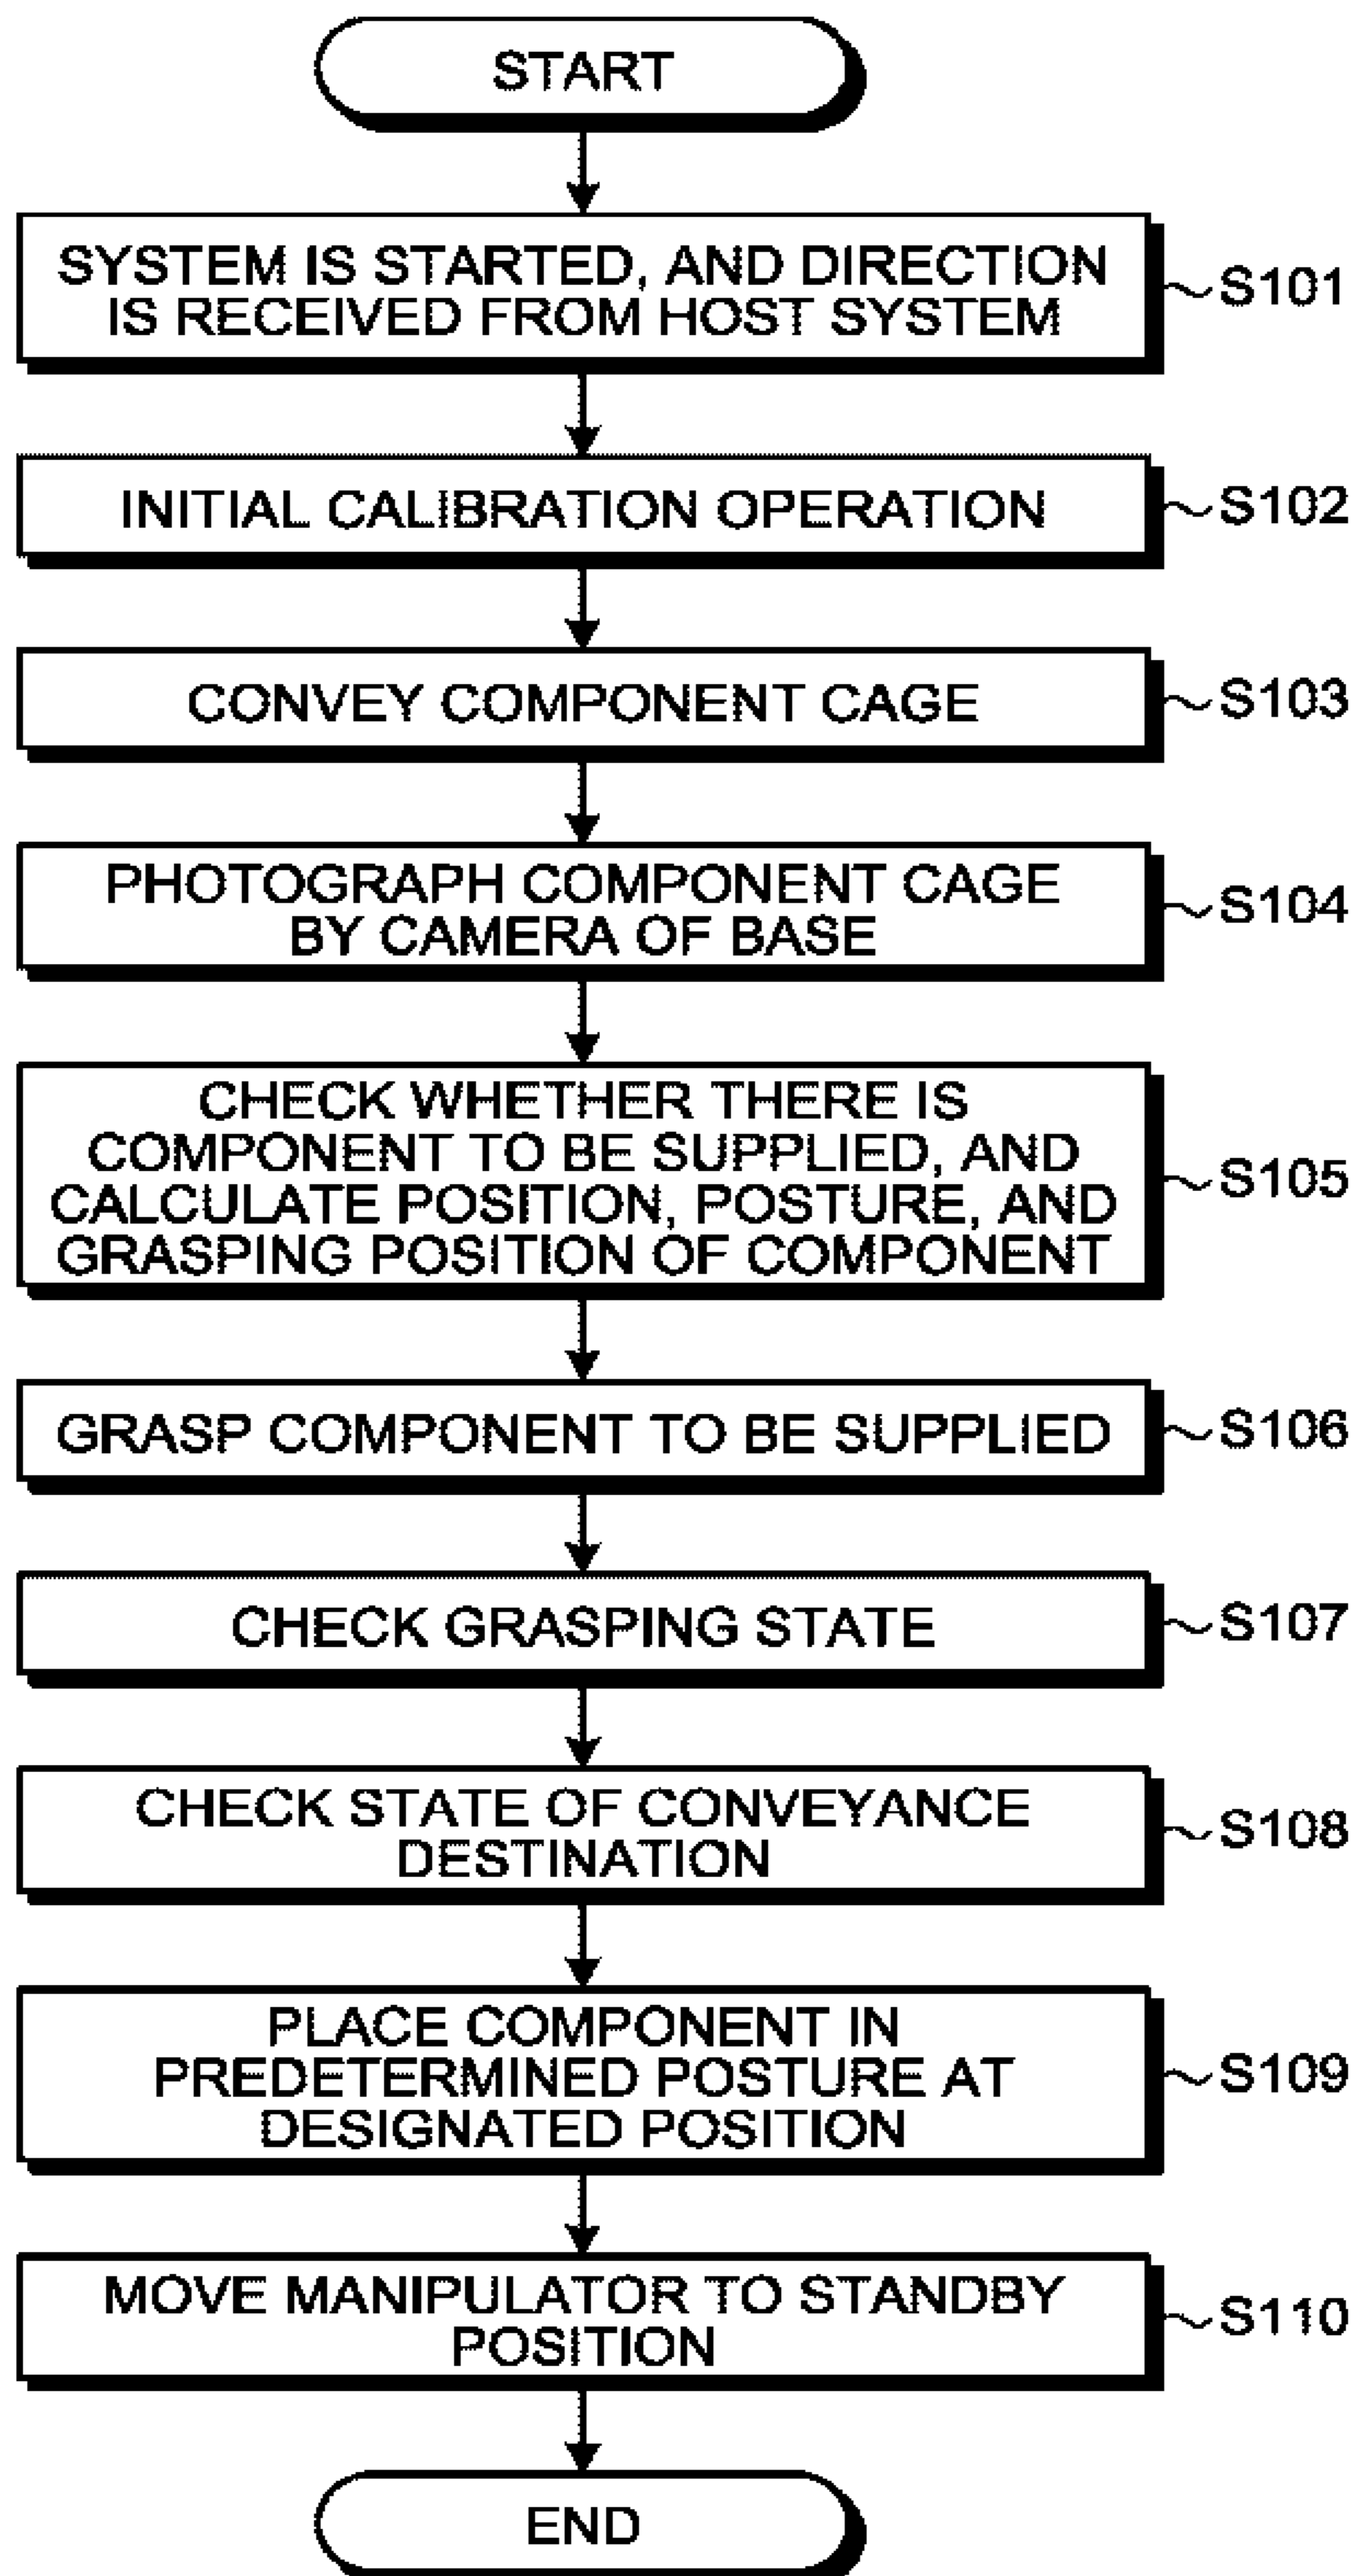 START
SYSTEM IS STARTED, AND DIRECTION
IS RECEIVED FROM HOST SYSTEM
S101
INITIAL CALIBRATION OPERATION
S102
CONVEY COMPONENT CAGE
S103
PHOTOGRAPH COMPONENT CAGE
BY CAMERA OF BASE
S104
CHECK WHETHER THERE IS
COMPONENT TO BE SUPPLIED, AND
CALCULATE POSITION, POSTURE, AND
GRASPING POSITION OF COMPONENT
S105
GRASP COMPONENT TO BE SUPPLIED
S106
CHECK GRASPING STATE
S107
CHECK STATE OF CONVEYANCE
DESTINATION
S108
PLACE COMPONENT IN
PREDETERMINED POSTURE AT
DESIGNATED POSITION
S109
MOVE MANIPULATOR TO STANDBY
POSITION
S110
END